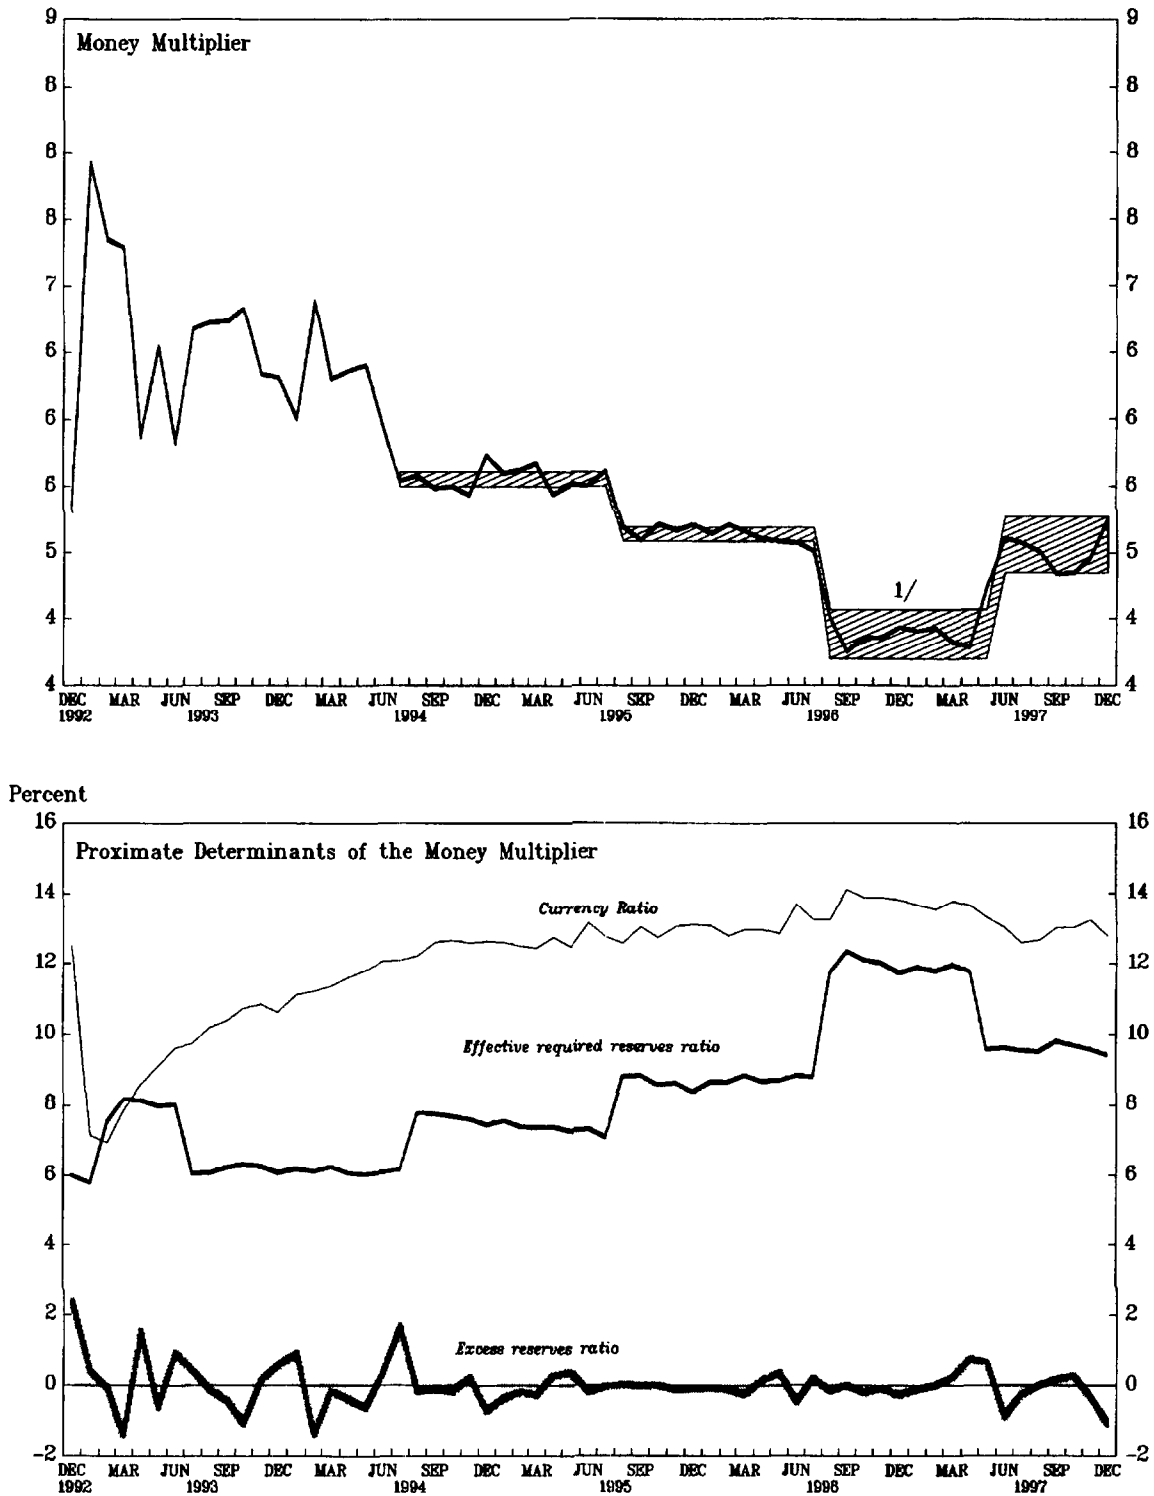 9 9
Money Multiplier
8 8
8 8
8 8
7 7
6 6
6 6
6 6
5 5
1/
4 4
4 4
DEC MAR JUN SEP DEC MAR JUN SEP DEC MAR JUN SEP DEC MAR JUN SEP DEC MAR JUN SEP DEC
1992 1993 1994 1995 1996 1997
Percent
16 16
Proximate Determinants of the Money Multiplier
14 14
Currency Ratio
12 12
10 10
Effective required reserves ratio
8 8
6 6
4 4
2 2
Excess reserves ratio
0 0
-2 -2
DEC MAR JUN SEP DEC MAR JUN SEP DEC MAR JUN SEP DEC MAR JUN SEP DEC MAR JUN SEP DEC
1992 1993 1994 1995 1996 1997